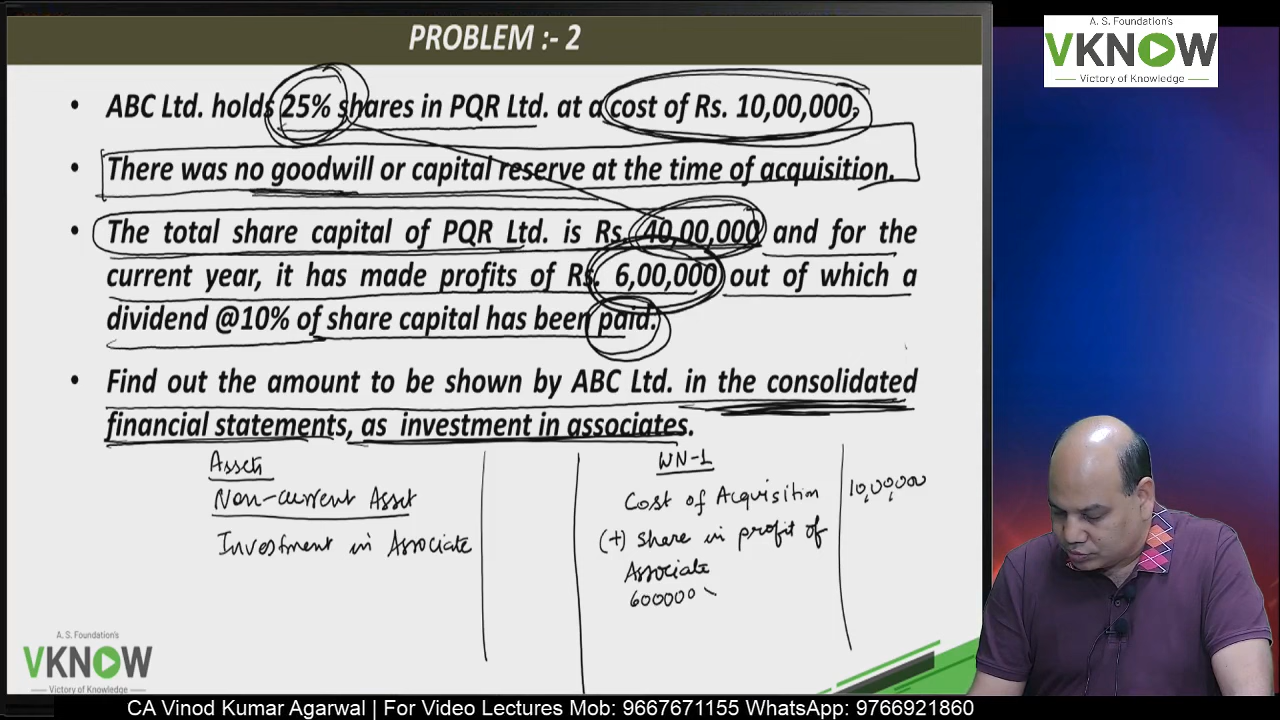 PROBLEM :- 2
A. S. Foundation's
VKNOW
Victory of Knowledge
• ABC Ltd. holds 25% shares in PQR Ltd. at a cost of Rs. 10,00,000.
• There was no goodwill or capital reserve at the time of acquisition.
• The total share capital of PQR Ltd. is Rs. 40,00,000 and for the
current year, it has made profits of Rs. 6,00,000 out of which a
dividend @10% of share capital has been paid.
• Find out the amount to be shown by ABC Ltd. in the consolidated
financial statements, as investment in associates.
Assets
Non-current Asset
Investment in Associate
WN-1
Cost of Acquisition 10,00,000
(+) Share in profit of
Associate
600000
A. S. Foundation's
VKNOW
Victory of Knowledge
CA Vinod Kumar Agarwal | For Video Lectures Mob: 9667671155 WhatsApp: 9766921860